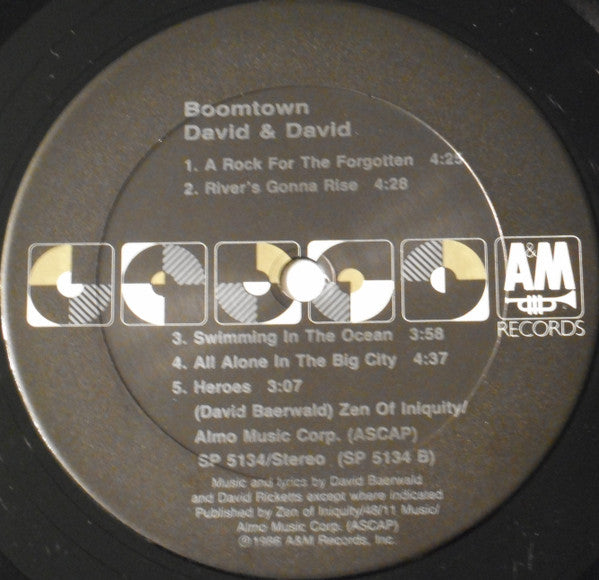 Boomtown
David & David
1. A Rock For The Forgotten 4:25
2. River's Gonna Rise 4:28
A&M
RECORDS
3. Swimming In The Ocean 3:58
4. All Alone In The Big City 4:37
5. Heroes 3:07
(David Baerwald) Zen Of Iniquity/
Almo Music Corp. (ASCAP)
SP 5134/Stereo (SP 5134 B)
Music and lyrics by David Baerwald
and David Ricketts except where indicated
Published by Zen of Iniquity/48/11 Music/
Almo Music Corp. (ASCAP)
℗1986 A&M Records, Inc.